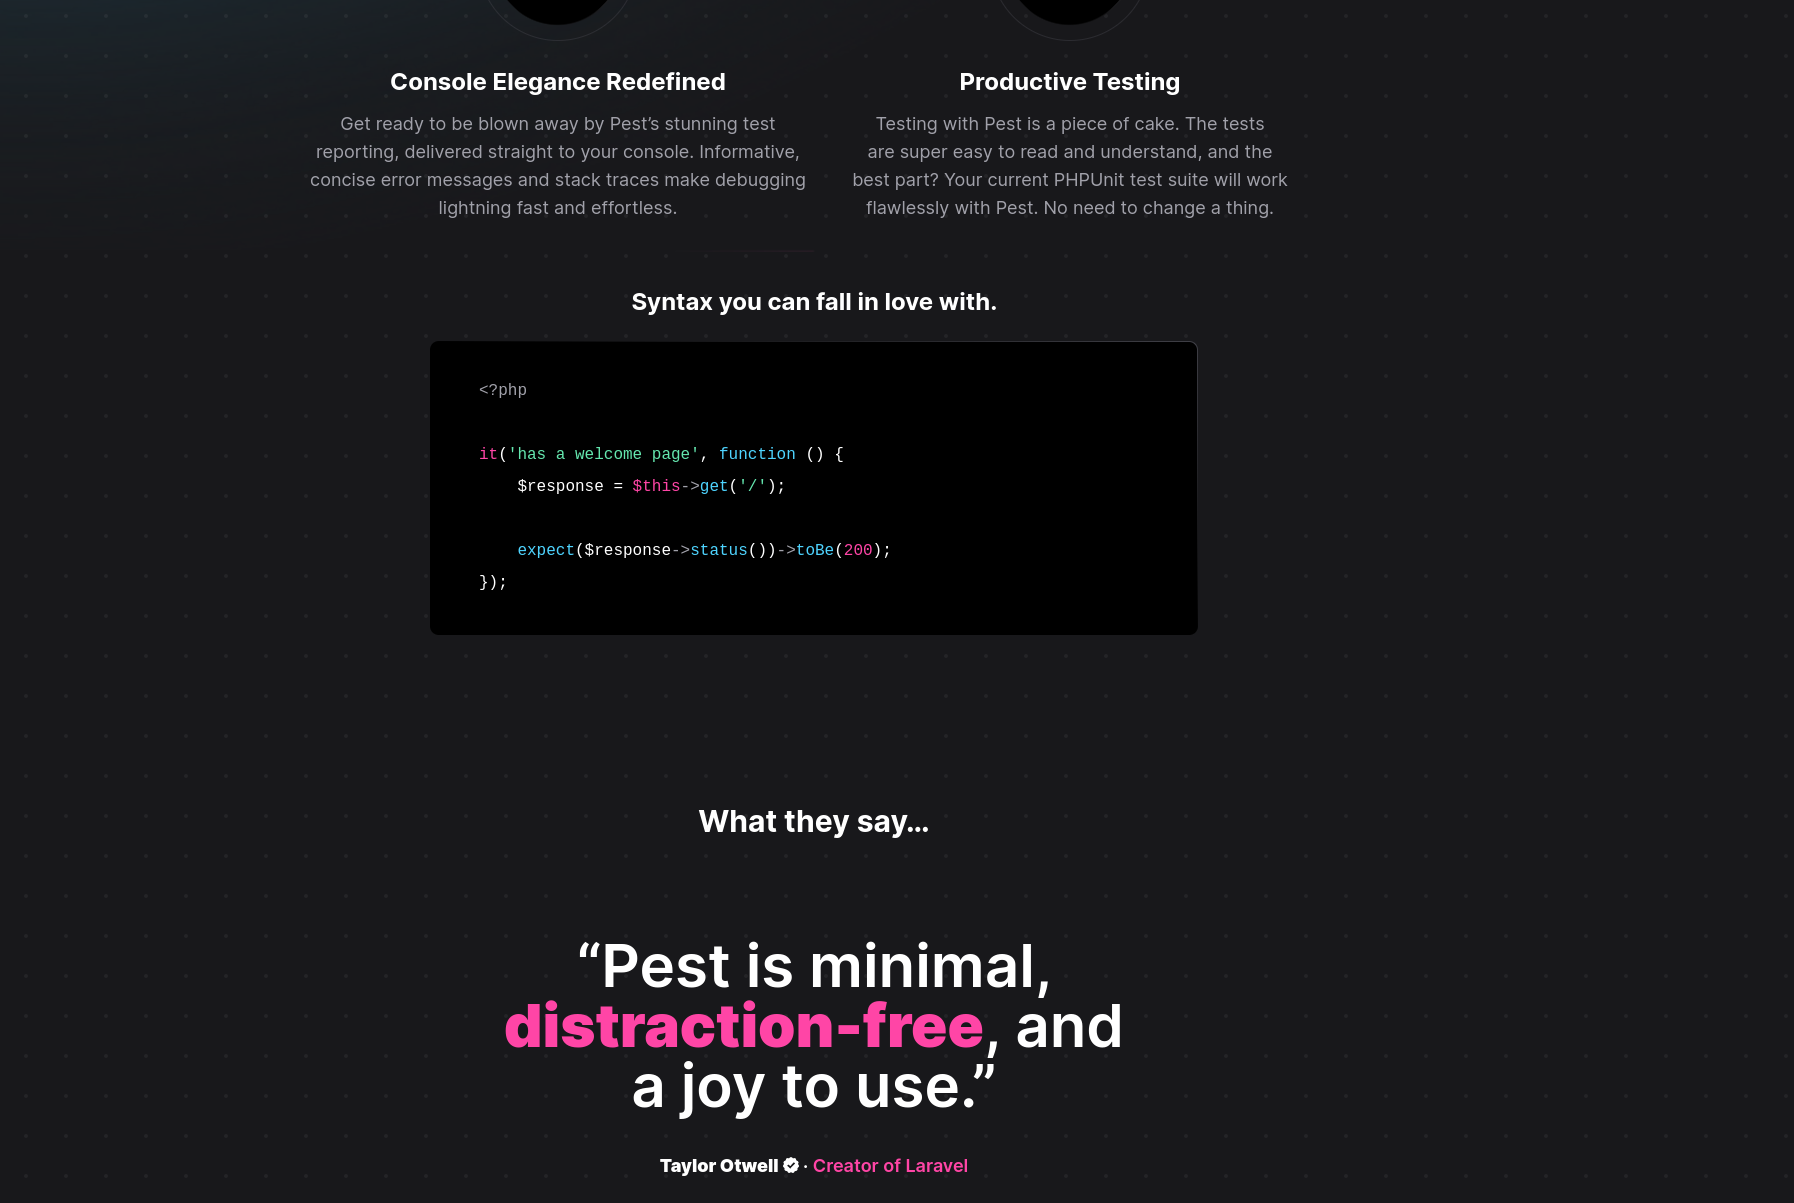 Console Elegance Redefined
Get ready to be blown away by Pest’s stunning test
reporting, delivered straight to your console. Informative,
concise error messages and stack traces make debugging
lightning fast and effortless.
Productive Testing
Testing with Pest is a piece of cake. The tests
are super easy to read and understand, and the
best part? Your current PHPUnit test suite will work
flawlessly with Pest. No need to change a thing.
Syntax you can fall in love with.
<?php
it('has a welcome page', function () {
    $response = $this->get('/');
    expect($response->status())->toBe(200);
});
What they say...
“Pest is minimal,
distraction-free, and
a joy to use.”
Taylor Otwell · Creator of Laravel